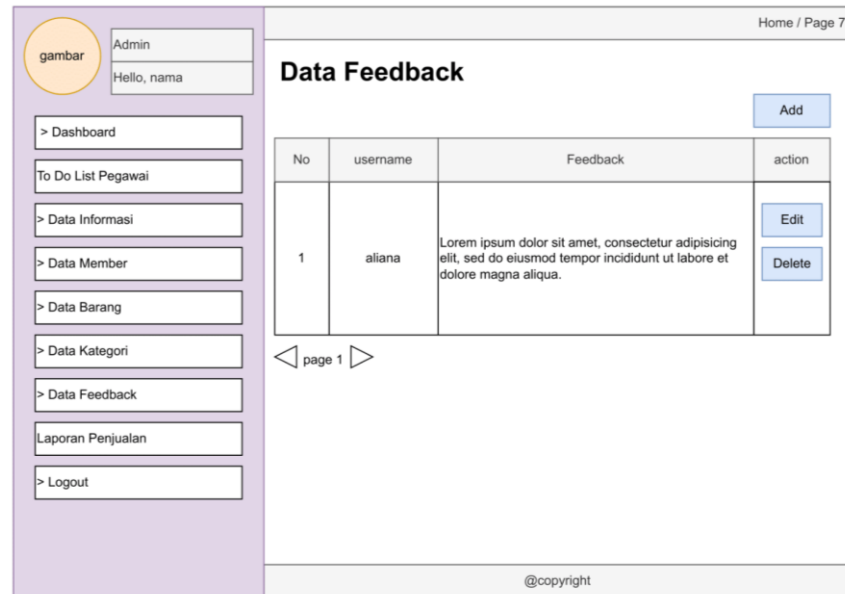 gambar
Admin
Hello, nama
> Dashboard
To Do List Pegawai
> Data Informasi
> Data Member
> Data Barang
> Data Kategori
> Data Feedback
Laporan Penjualan
> Logout
Home / Page 7
Data Feedback
Add
No username Feedback action
1 aliana
Lorem ipsum dolor sit amet, consectetur adipisicing
elit, sed do eiusmod tempor incididunt ut labore et
dolore magna aliqua.
Edit
Delete
page 1
@copyright